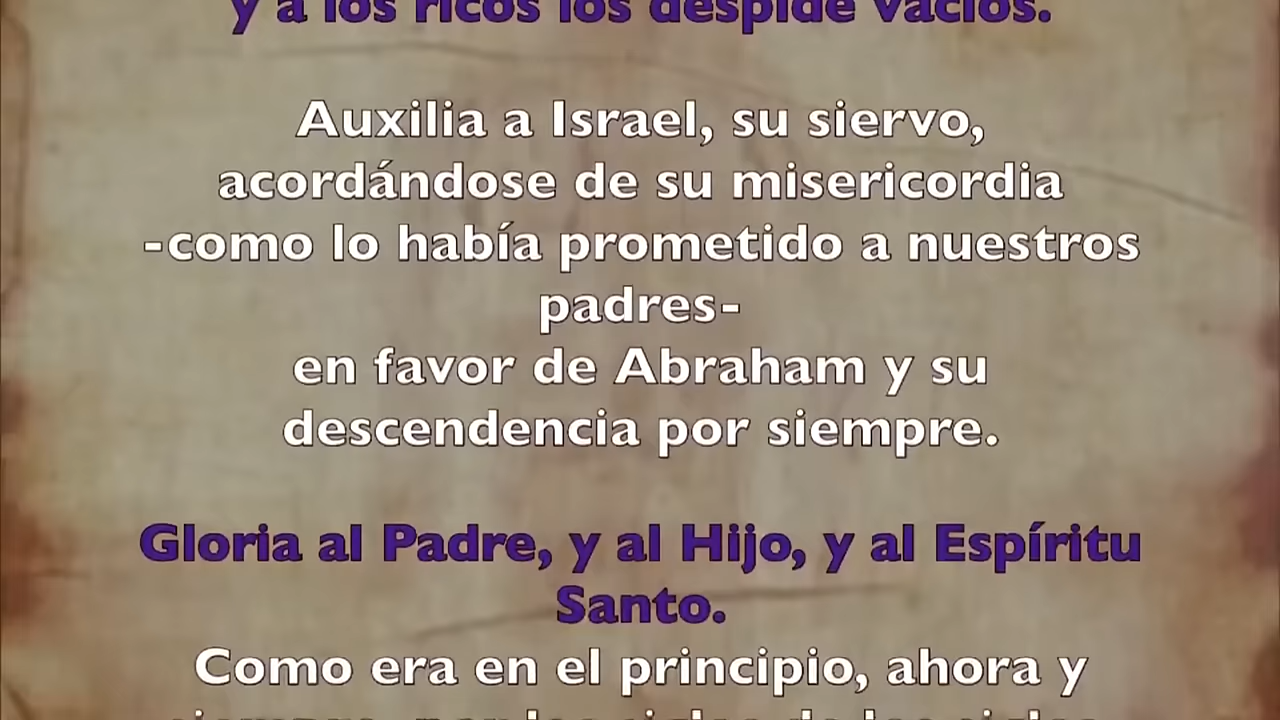 y a los ricos los despide vacíos.
Auxilia a Israel, su siervo,
acordándose de su misericordia
-como lo había prometido a nuestros
padres-
en favor de Abraham y su
descendencia por siempre.
Gloria al Padre, y al Hijo, y al Espíritu
Santo.
Como era en el principio, ahora y